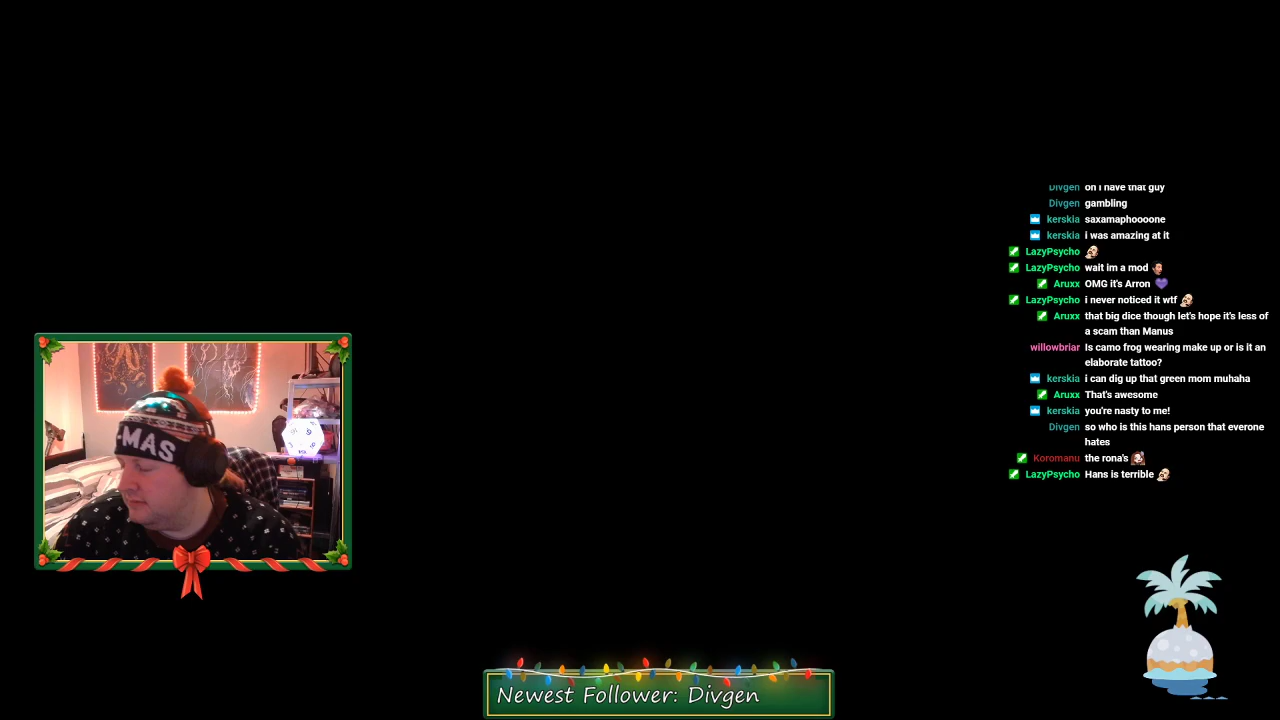 Divgen oh i have that guy
Divgen gambling
kerskia saxamaphoooone
kerskia i was amazing at it
LazyPsycho
LazyPsycho wait im a mod
Aruxx OMG it's Arron
LazyPsycho i never noticed it wtf
Aruxx that big dice though let's hope it's less of
a scam than Manus
willowbriar Is camo frog wearing make up or is it an
elaborate tattoo?
kerskia i can dig up that green mom muhaha
Aruxx That's awesome
kerskia you're nasty to me!
Divgen so who is this hans person that everone
hates
Koromanu the rona's
LazyPsycho Hans is terrible
-MAS
Newest Follower: Divgen